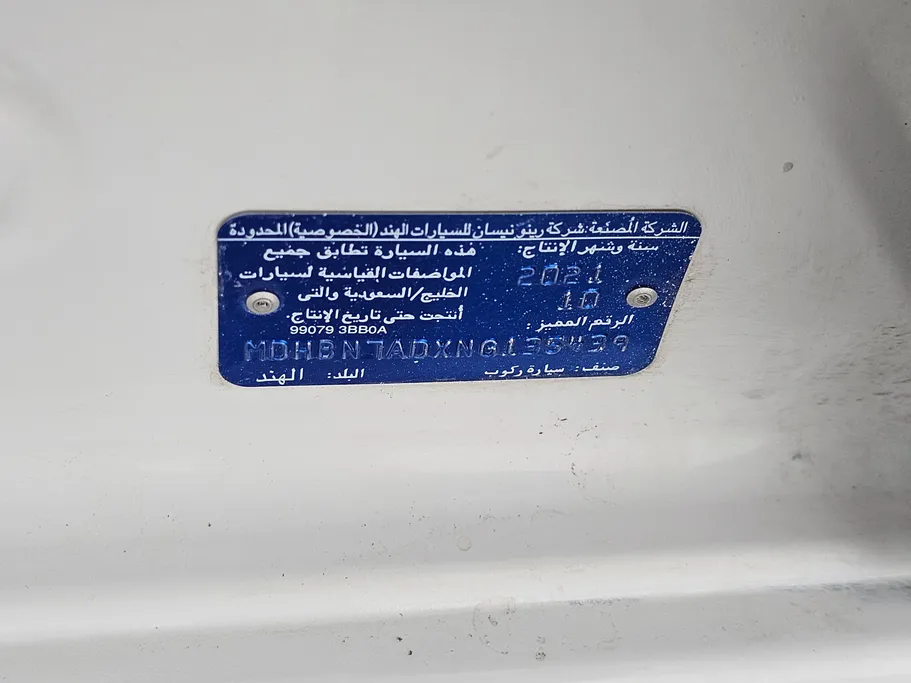 الشركة المصنعة:شركة رينو نيسان للسيارات الهند(الخصوصية)المحدودة
سنة وشهر الإنتاج:
2021
10
هذه السيارة تطابق جميع
المواصفات القياسية لسيارات
الخليج/السعودية والتى
أنتجت حتى تاريخ الإنتاج.
الرقم المميز:
99079 3BB0A
MDHBN7ADXNG135439
صنف: سيارة ركوب
البلد: الهند